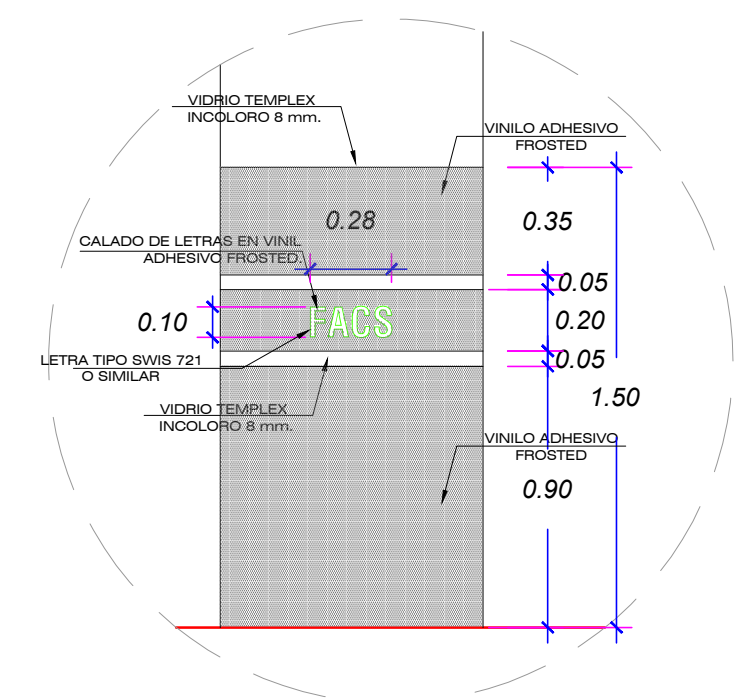 VIDRIO TEMPLEX
INCOLORO 8 mm.
VINILO ADHESIVO
FROSTED
0.28
0.35
CALADO DE LETRAS EN VINIL
ADHESIVO FROSTED.
0.05
0.10
FACS
0.20
LETRA TIPO SWIS 721
O SIMILAR
0.05
1.50
VIDRIO TEMPLEX
INCOLORO 8 mm.
VINILO ADHESIVO
FROSTED
0.90